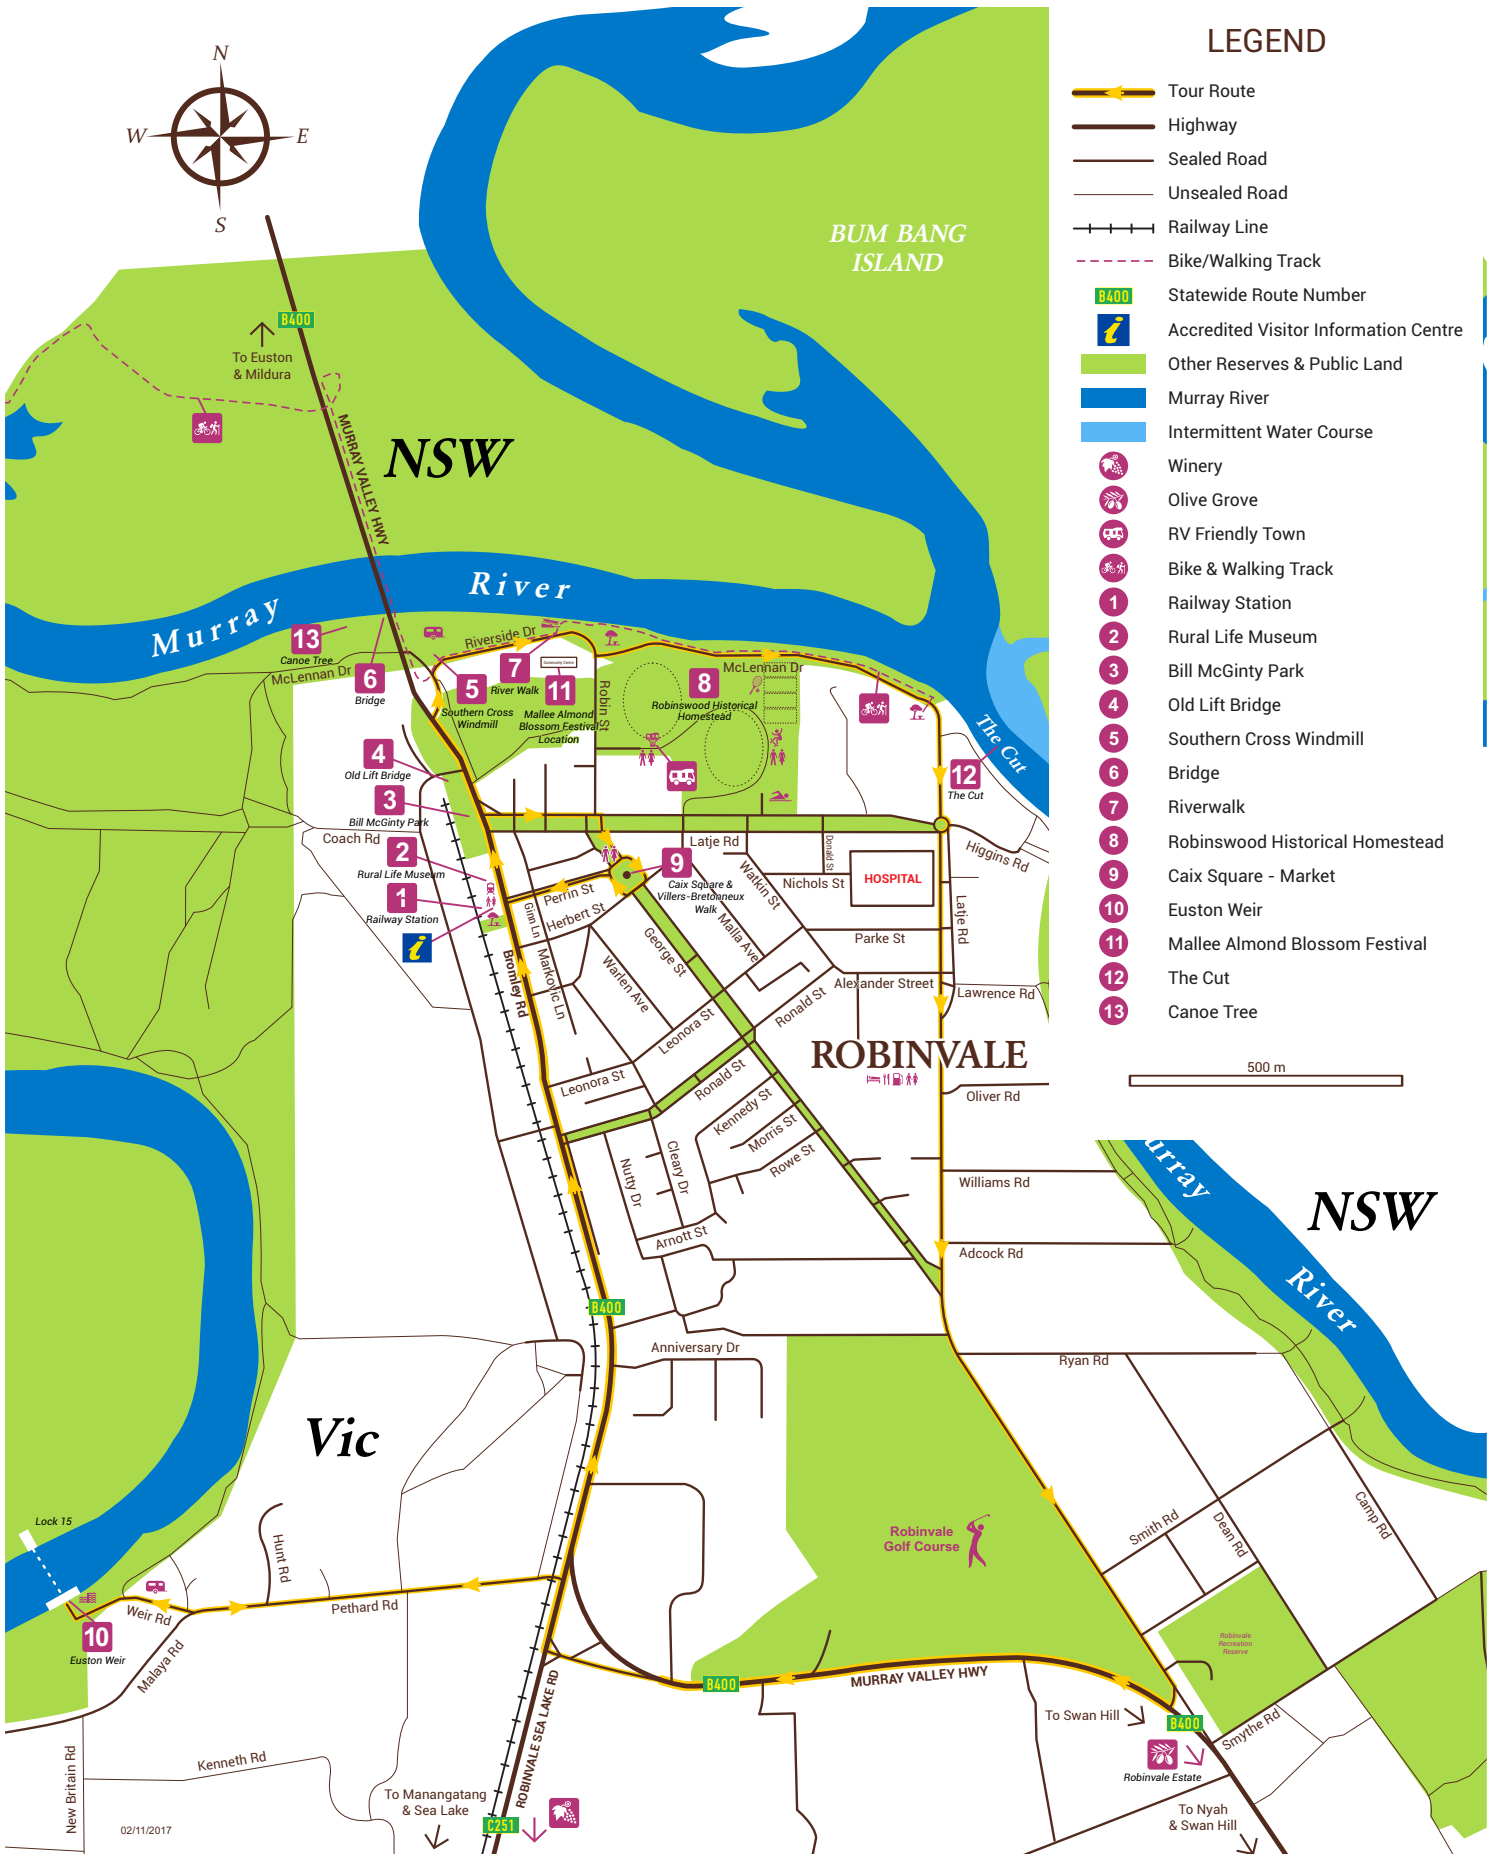 N
W
E
S
LEGEND
Tour Route
Highway
Sealed Road
Unsealed Road
Railway Line
Bike/Walking Track
B400
Statewide Route Number
i
Accredited Visitor Information Centre
Other Reserves & Public Land
Murray River
Intermittent Water Course
Winery
Olive Grove
RV Friendly Town
Bike & Walking Track
1
Railway Station
2
Rural Life Museum
3
Bill McGinty Park
4
Old Lift Bridge
5
Southern Cross Windmill
6
Bridge
7
Riverwalk
8
Robinswood Historical Homestead
9
Caix Square - Market
10
Euston Weir
11
Mallee Almond Blossom Festival
12
The Cut
13
Canoe Tree
500 m
BUM BANG
ISLAND
B400
To Euston
& Mildura
MURRAY VALLEY HWY
NSW
Murray
River
13
Canoe Tree
McLennan Dr
6
Bridge
Riverside Dr
5
Southern Cross
Windmill
7
River Walk
Community Centre
11
Mallee Almond
Blossom Festival
Location
Robin St
8
Robinswood Historical
Homestead
McLennan Dr
The Cut
12
The Cut
4
Old Lift Bridge
3
Bill McGinty Park
Coach Rd
2
Rural Life Museum
1
Railway Station
i
Latje Rd
Donald St
Higgins Rd
9
Caix Square &
Villers-Bretonneux
Walk
Watkin St
Nichols St
HOSPITAL
Perrin St
Herbert St
Ginn Ln
Markovic Ln
Bromley Rd
George St
Malla Ave
Warlen Ave
Parke St
Latje Rd
Alexander Street
Lawrence Rd
Ronald St
Leonora St
ROBINVALE
Leonora St
Ronald St
Oliver Rd
Kennedy St
Morris St
Rowe St
Nutty Dr
Cleary Dr
Arnott St
Williams Rd
Adcock Rd
urray
River
NSW
B400
Anniversary Dr
Ryan Rd
Vic
Lock 15
Hunt Rd
Weir Rd
Pethard Rd
10
Euston Weir
Malaya Rd
Robinvale
Golf Course
Smith Rd
Dean Rd
Camp Rd
Robinvale
Recreation
Reserve
B400
MURRAY VALLEY HWY
To Swan Hill
B400
Smythe Rd
Robinvale Estate
To Nyah
& Swan Hill
ROBINVALE SEA LAKE RD
To Manangatang
& Sea Lake
C251
Kenneth Rd
New Britain Rd
02/11/2017